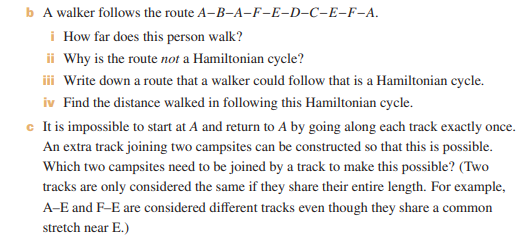 b A walker follows the route A–B–A–F–E–D–C–E–F–A.
i How far does this person walk?
ii Why is the route not a Hamiltonian cycle?
iii Write down a route that a walker could follow that is a Hamiltonian cycle.
iv Find the distance walked in following this Hamiltonian cycle.
c It is impossible to start at A and return to A by going along each track exactly once.
An extra track joining two campsites can be constructed so that this is possible.
Which two campsites need to be joined by a track to make this possible? (Two
tracks are only considered the same if they share their entire length. For example,
A–E and F–E are considered different tracks even though they share a common
stretch near E.)